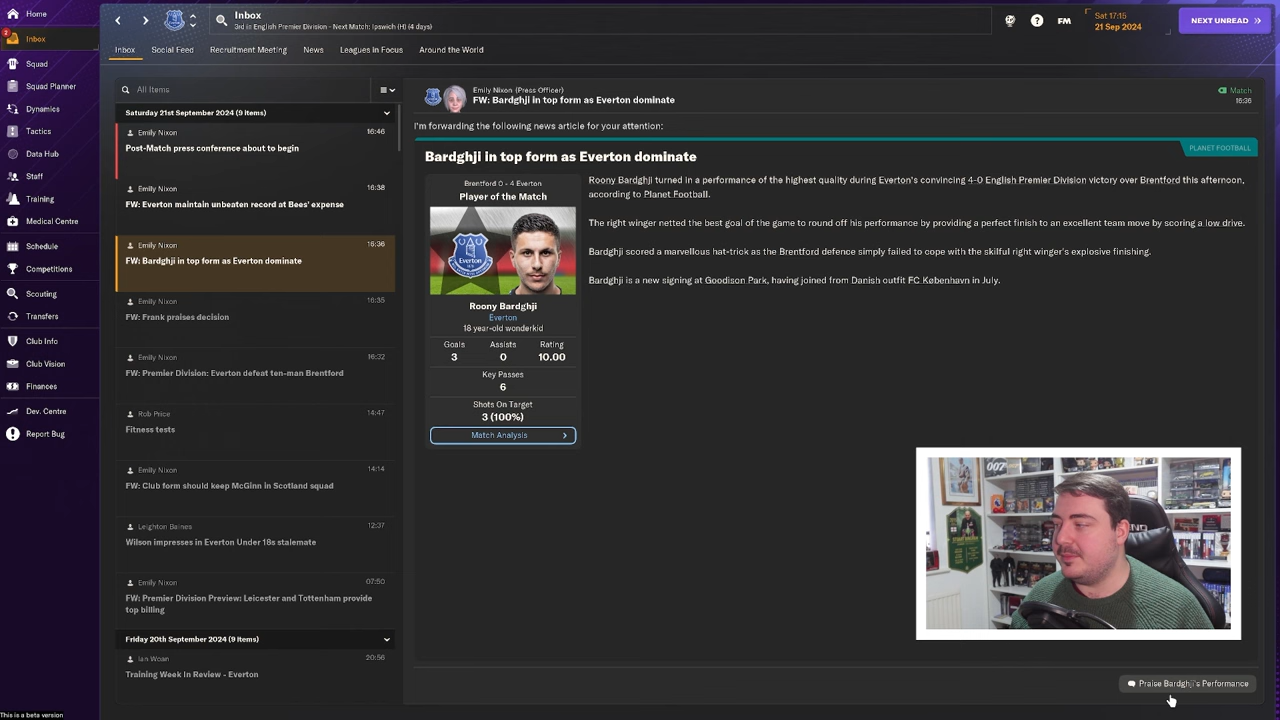 Home
Inbox
Squad
Squad Planner
Dynamics
Tactics
Data Hub
Staff
Training
Medical Centre
Schedule
Competitions
Scouting
Transfers
Club Info
Club Vision
Finances
Dev. Centre
Report Bug
This is a beta version
2
Inbox
3rd in English Premier Division - Next Match: Ipswich (H) (4 days)
FM
Sat 17:15
21 Sep 2024
NEXT UNREAD
Inbox Social Feed Recruitment Meeting News Leagues in Focus Around the World
All Items
Saturday 21st September 2024 (9 Items)
Emily Nixon 16:46
Post-Match press conference about to begin
Emily Nixon 16:38
FW: Everton maintain unbeaten record at Bees' expense
Emily Nixon 16:36
FW: Bardghji in top form as Everton dominate
Emily Nixon 16:35
FW: Frank praises decision
Emily Nixon 16:32
FW: Premier Division: Everton defeat ten-man Brentford
Rob Price 14:47
Fitness tests
Emily Nixon 14:14
FW: Club form should keep McGinn in Scotland squad
Leighton Baines 12:37
Wilson impresses in Everton Under 18s stalemate
Emily Nixon 07:50
FW: Premier Division Preview: Leicester and Tottenham provide
top billing
Friday 20th September 2024 (9 Items)
Ian Woan 20:56
Training Week In Review - Everton
Emily Nixon (Press Officer)
FW: Bardghji in top form as Everton dominate
Match
16:36
I'm forwarding the following news article for your attention:
PLANET FOOTBALL
Bardghji in top form as Everton dominate
Brentford 0 - 4 Everton
Player of the Match
Everton
Roony Bardghji
Everton
18-year-old wonderkid
Goals Assists Rating
3 0 10.00
Key Passes
6
Shots On Target
3 (100%)
Match Analysis
Roony Bardghji turned in a performance of the highest quality during Everton's convincing 4-0 English Premier Division victory over Brentford this afternoon,
according to Planet Football.
The right winger netted the best goal of the game to round off his performance by providing a perfect finish to an excellent team move by scoring a low drive.
Bardghji scored a marvellous hat-trick as the Brentford defence simply failed to cope with the skilful right winger's explosive finishing.
Bardghji is a new signing at Goodison Park, having joined from Danish outfit FC København in July.
007
Praise Bardghji's Performance